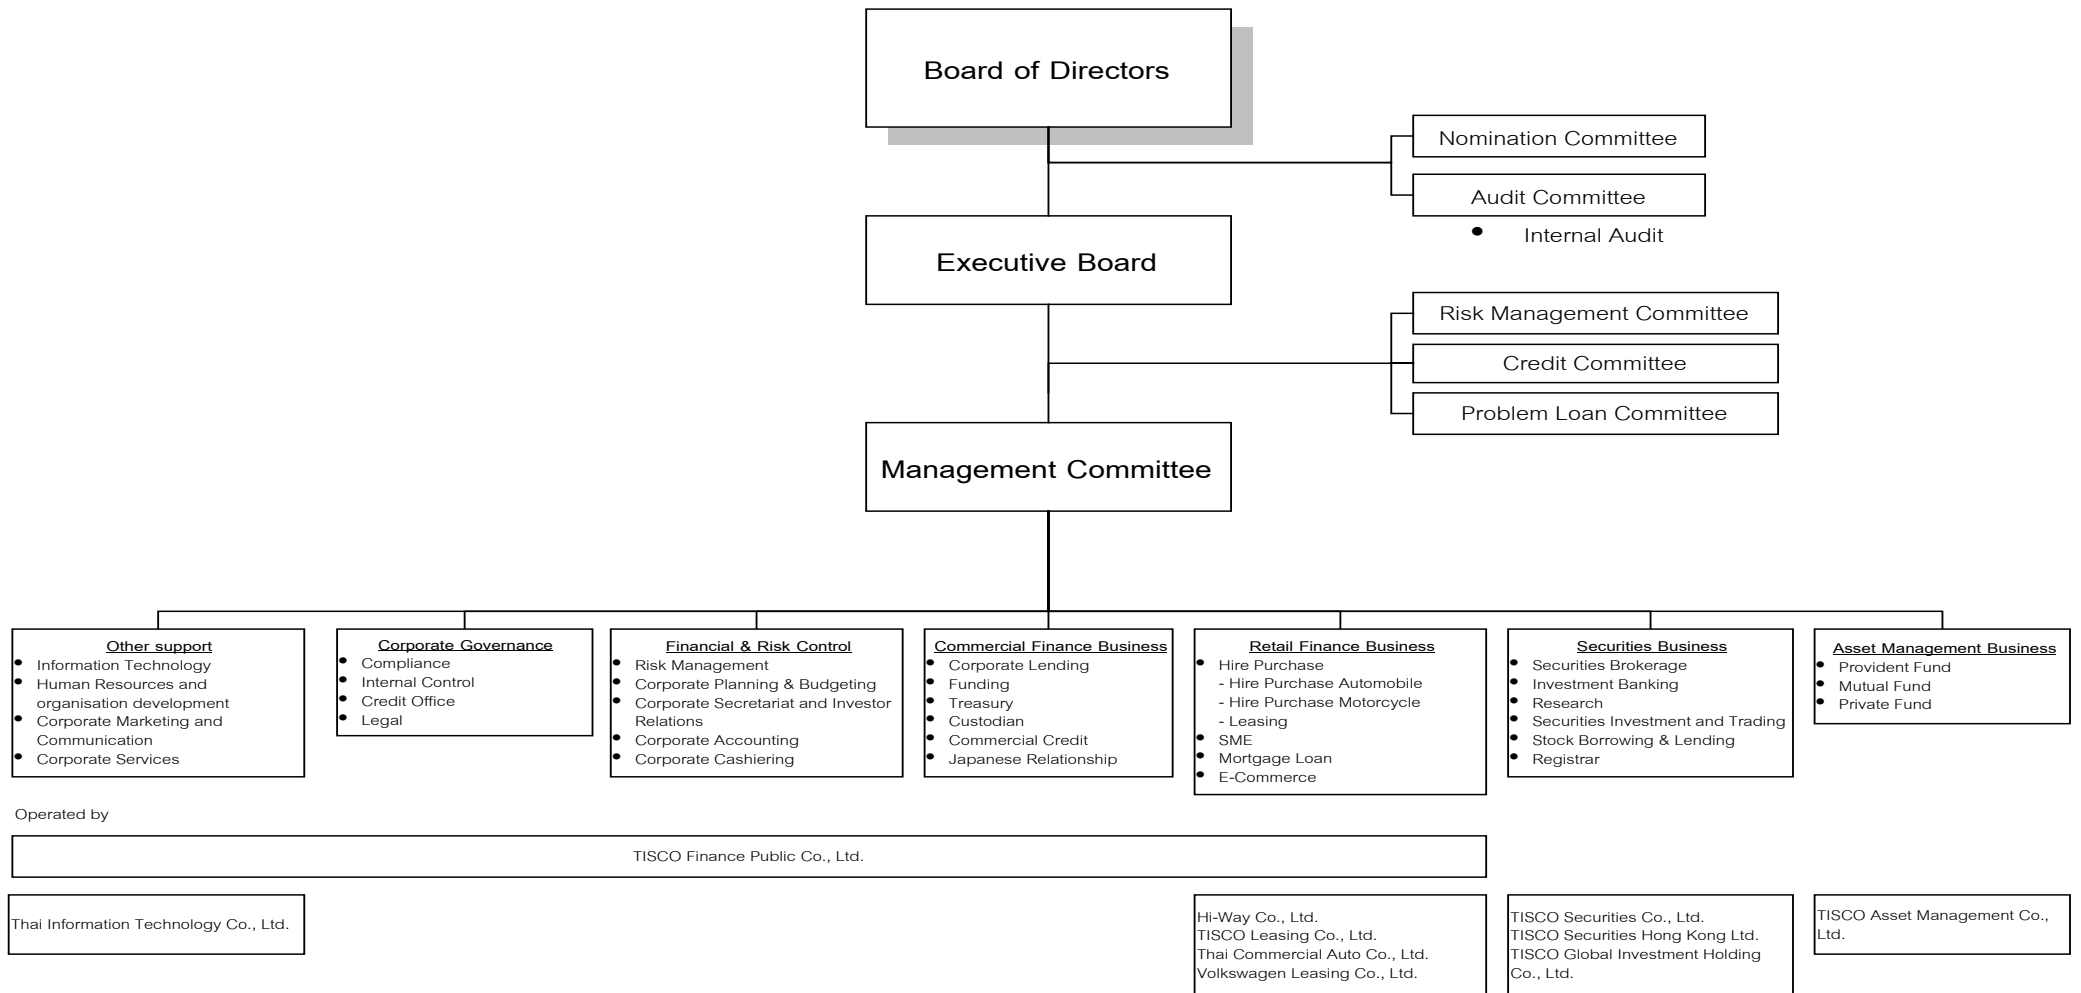 Board of Directors
Nomination Committee
Audit Committee
• Internal Audit
Executive Board
Risk Management Committee
Credit Committee
Problem Loan Committee
Management Committee
Other support
• Information Technology
• Human Resources and
organisation development
• Corporate Marketing and
Communication
• Corporate Services
Corporate Governance
• Compliance
• Internal Control
• Credit Office
• Legal
Financial & Risk Control
• Risk Management
• Corporate Planning & Budgeting
• Corporate Secretariat and Investor
Relations
• Corporate Accounting
• Corporate Cashiering
Commercial Finance Business
• Corporate Lending
• Funding
• Treasury
• Custodian
• Commercial Credit
• Japanese Relationship
Retail Finance Business
• Hire Purchase
- Hire Purchase Automobile
- Hire Purchase Motorcycle
- Leasing
• SME
• Mortgage Loan
• E-Commerce
Securities Business
• Securities Brokerage
• Investment Banking
• Research
• Securities Investment and Trading
• Stock Borrowing & Lending
• Registrar
Asset Management Business
• Provident Fund
• Mutual Fund
• Private Fund
Operated by
TISCO Finance Public Co., Ltd.
Thai Information Technology Co., Ltd.
Hi-Way Co., Ltd.
TISCO Leasing Co., Ltd.
Thai Commercial Auto Co., Ltd.
Volkswagen Leasing Co., Ltd.
TISCO Securities Co., Ltd.
TISCO Securities Hong Kong Ltd.
TISCO Global Investment Holding
Co., Ltd.
TISCO Asset Management Co.,
Ltd.